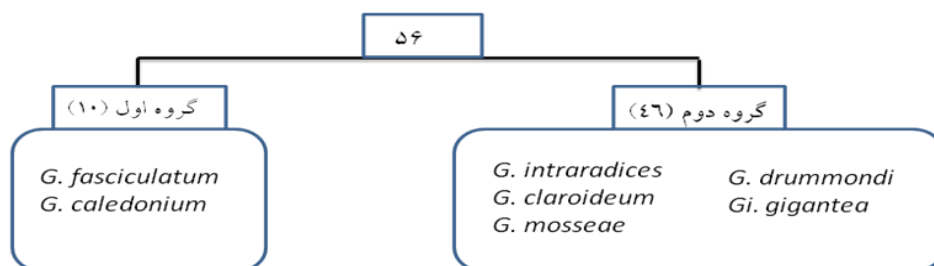 ۵۶
گروه اول (۱۰)
گروه دوم (٤٦)
G. fasciculatum
G. caledonium
G. intraradices
G. claroideum
G. mosseae
G. drummondi
Gi. gigantea